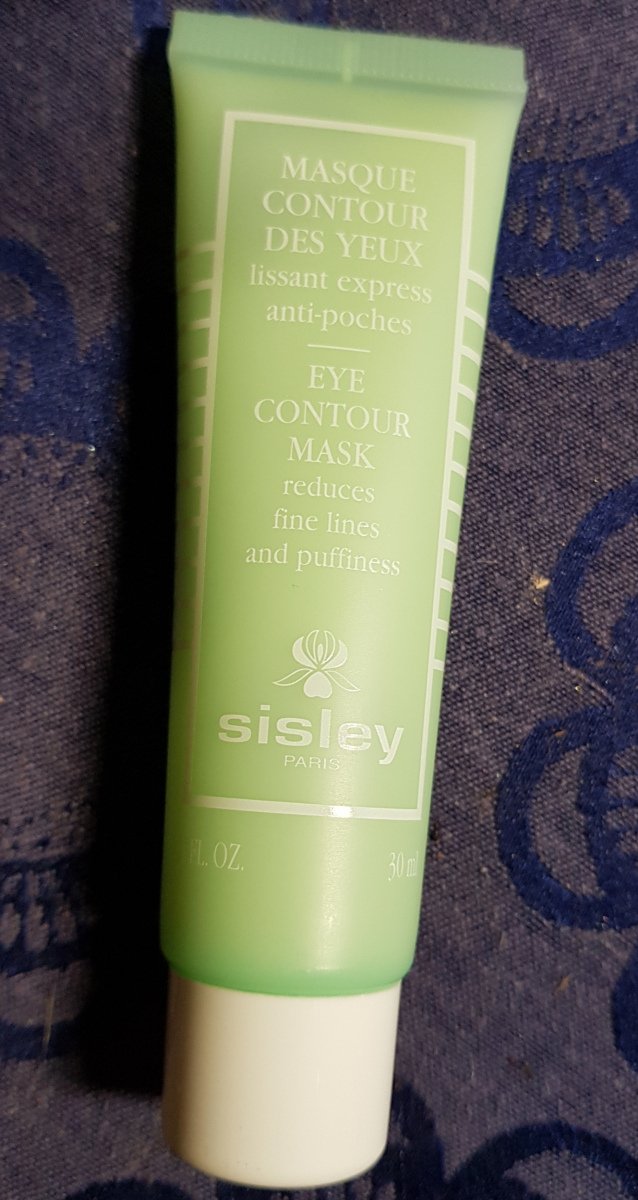 MASQUE
CONTOUR
DES YEUX
lissant express
anti-poches
EYE
CONTOUR
MASK
reduces
fine lines
and puffiness
sisley
PARIS
FL. OZ. 30 ml